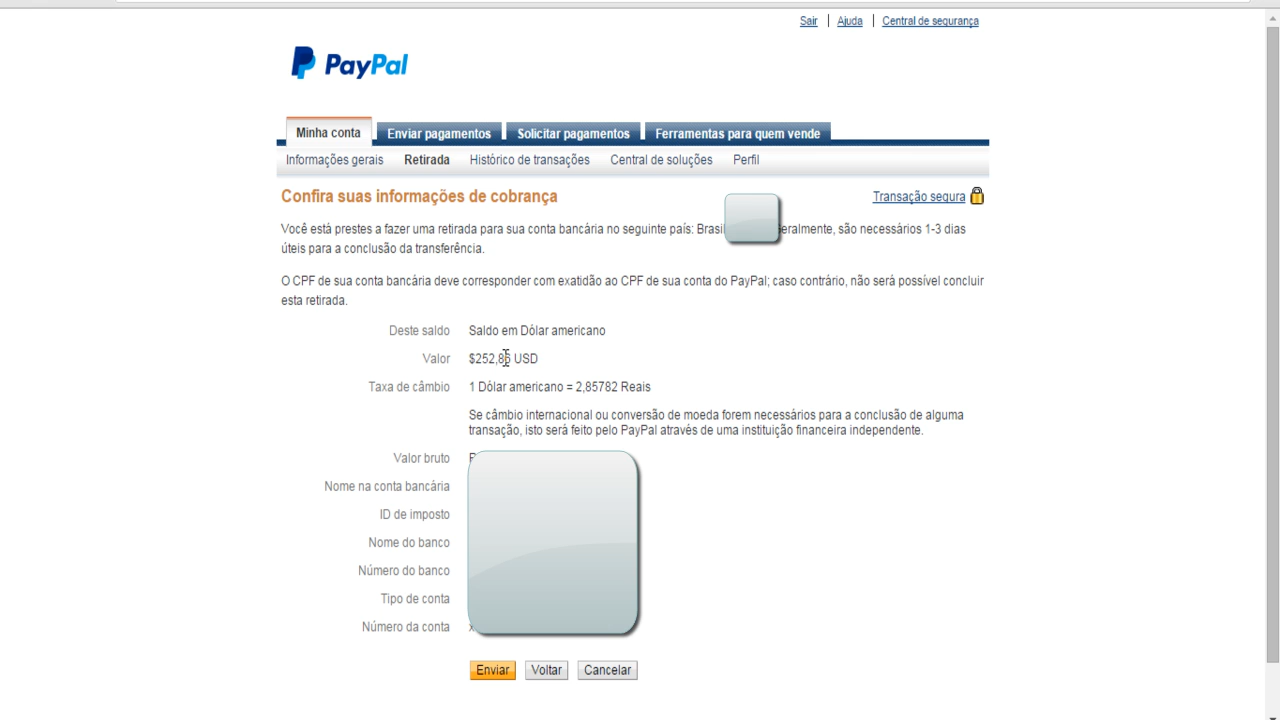 Sair | Ajuda | Central de segurança
PayPal
Minha conta Enviar pagamentos Solicitar pagamentos Ferramentas para quem vende
Informações gerais Retirada Histórico de transações Central de soluções Perfil
Confira suas informações de cobrança Transação segura
Você está prestes a fazer uma retirada para sua conta bancária no seguinte país: Brasi eralmente, são necessários 1-3 dias
úteis para a conclusão da transferência.
O CPF de sua conta bancária deve corresponder com exatidão ao CPF de sua conta do PayPal; caso contrário, não será possível concluir
esta retirada.
Deste saldo Saldo em Dólar americano
Valor $252,86 USD
Taxa de câmbio 1 Dólar americano = 2,85782 Reais
Se câmbio internacional ou conversão de moeda forem necessários para a conclusão de alguma
transação, isto será feito pelo PayPal através de uma instituição financeira independente.
Valor bruto
Nome na conta bancária
ID de imposto
Nome do banco
Número do banco
Tipo de conta
Número da conta
Enviar Voltar Cancelar